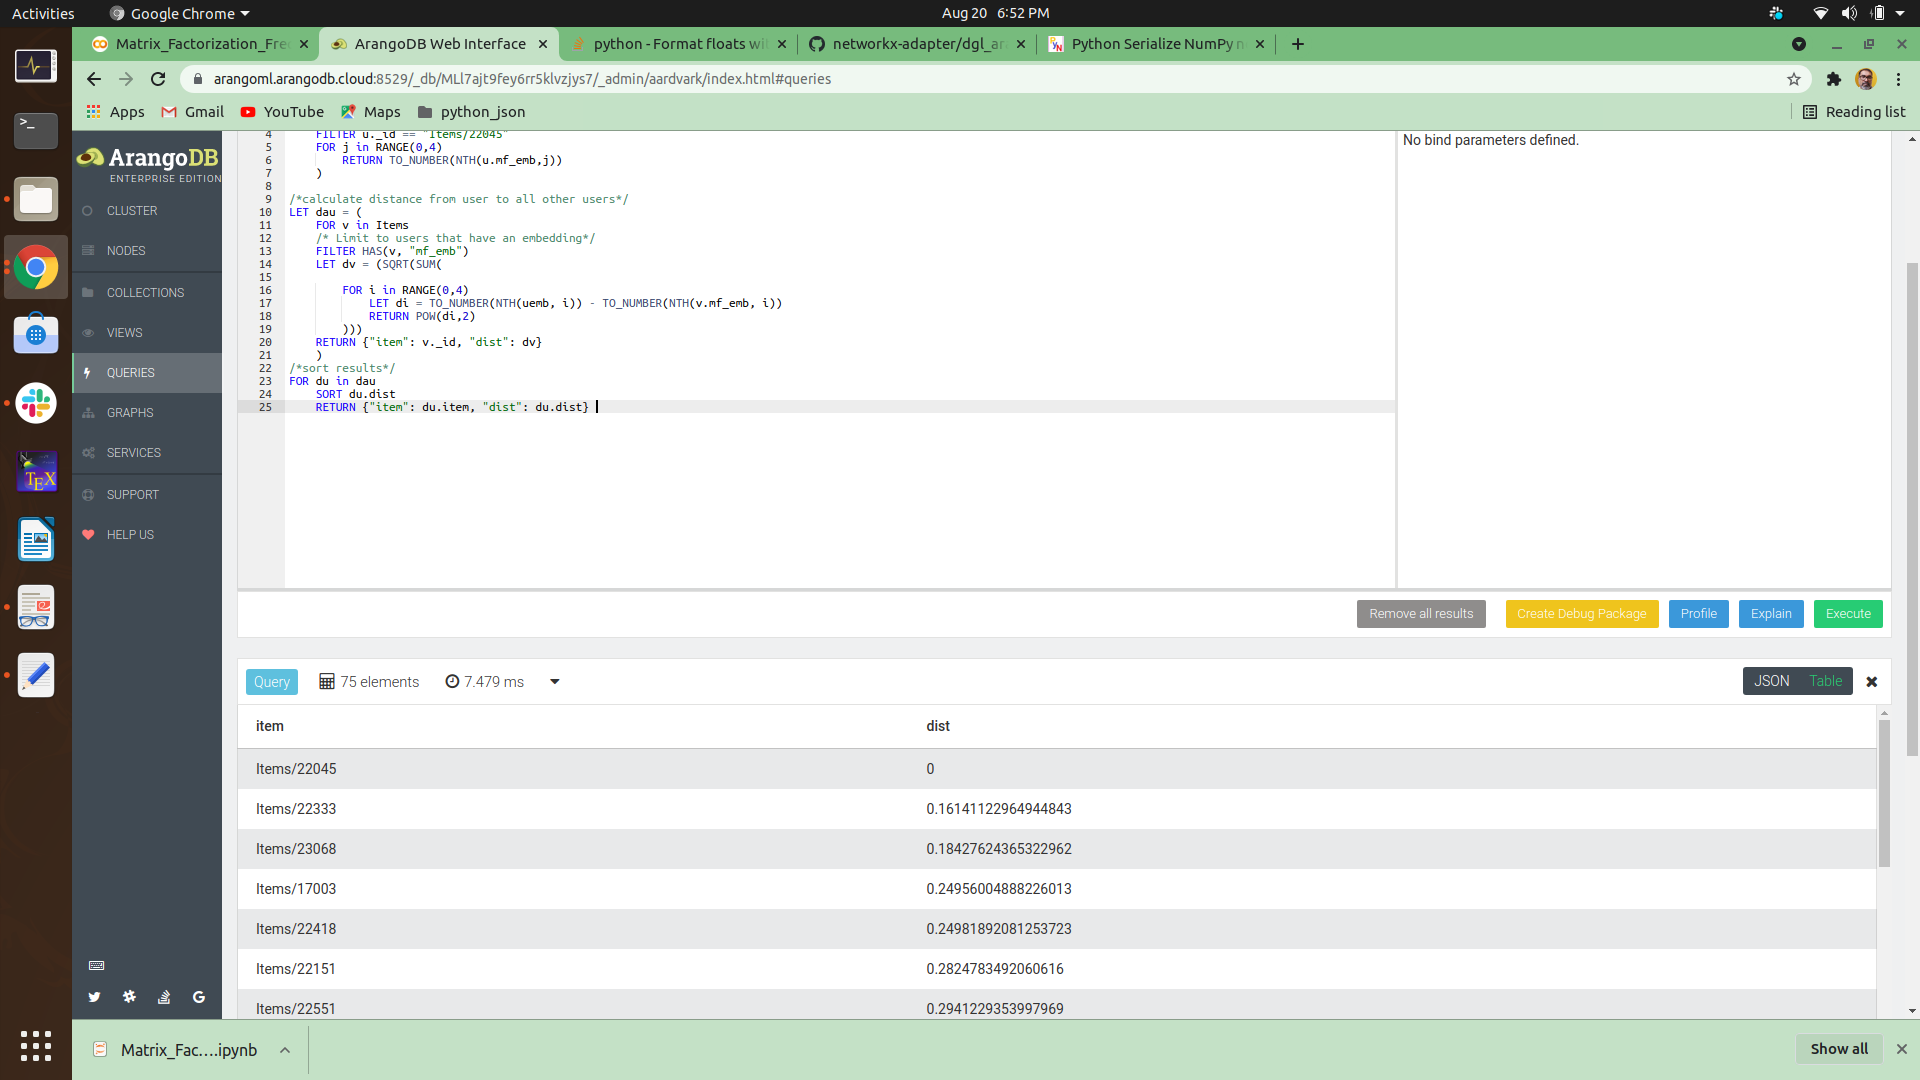 Activities Google Chrome Aug 20 6:52 PM
Matrix_Factorization_Fre
ArangoDB Web Interface
python - Format floats wi
networkx-adapter/dgl_ar
Python Serialize NumPy n
arangoml.arangodb.cloud:8529/_db/MLl7ajt9fey6rr5klvzjys7/_admin/aardvark/index.html#queries
Apps Gmail YouTube Maps python_json Reading list
ArangoDB
ENTERPRISE EDITION
CLUSTER
NODES
COLLECTIONS
VIEWS
QUERIES
GRAPHS
SERVICES
SUPPORT
HELP US
4 FILTER u._id == "Items/22045"
5 FOR j in RANGE(0,4)
6 RETURN TO_NUMBER(NTH(u.mf_emb,j))
7 )
8
9 /*calculate distance from user to all other users*/
10 LET dau = (
11 FOR v in Items
12 /* Limit to users that have an embedding*/
13 FILTER HAS(v, "mf_emb")
14 LET dv = (SQRT(SUM(
15
16 FOR i in RANGE(0,4)
17 LET di = TO_NUMBER(NTH(uemb, i)) - TO_NUMBER(NTH(v.mf_emb, i))
18 RETURN POW(di,2)
19 )))
20 RETURN {"item": v._id, "dist": dv}
21 )
22 /*sort results*/
23 FOR du in dau
24 SORT du.dist
25 RETURN {"item": du.item, "dist": du.dist}
No bind parameters defined.
Remove all results Create Debug Package Profile Explain Execute
Query 75 elements 7.479 ms JSON Table
item dist
Items/22045 0
Items/22333 0.16141122964944843
Items/23068 0.18427624365322962
Items/17003 0.24956004888226013
Items/22418 0.24981892081253723
Items/22151 0.2824783492060616
Items/22551 0.2941229353997969
Matrix_Fac....ipynb Show all
TEX